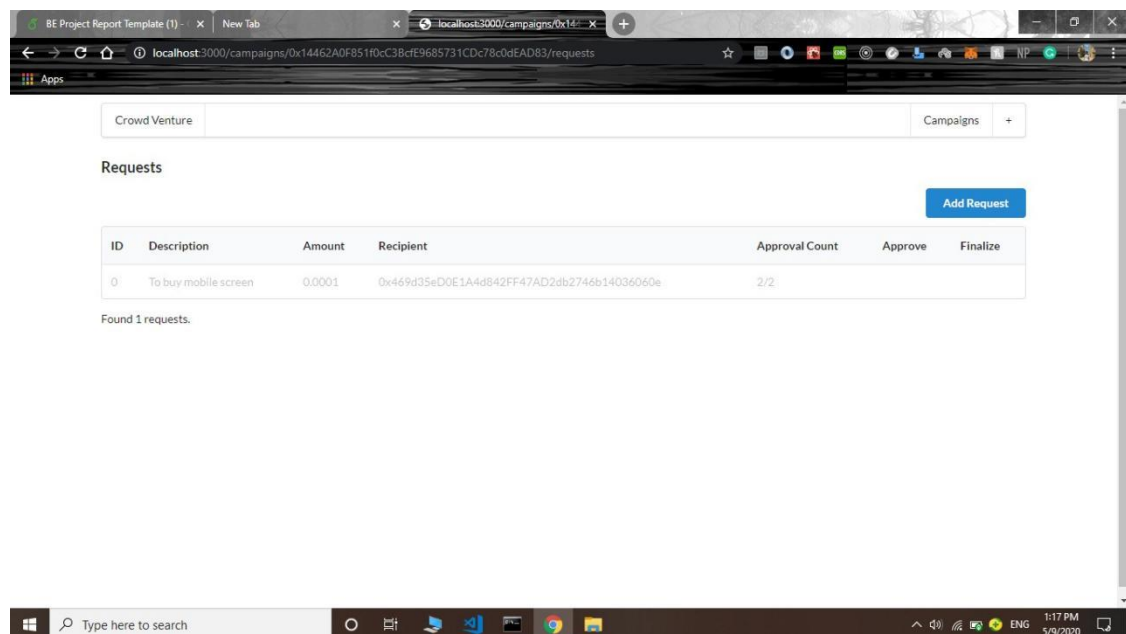 BE Project Report Template (1) -
New Tab
localhost:3000/campaigns/0x14
localhost:3000/campaigns/0x14462A0F851f0cC3BcfE9685731CDc78c0dEAD83/requests
NP
Apps
Crowd Venture
Campaigns
+
Requests
Add Request
ID Description Amount Recipient Approval Count Approve Finalize
0 To buy mobile screen 0.0001 0x469d35eD0E1A4d842FF47AD2db2746b14036060e 2/2
Found 1 requests.
Type here to search
ENG
1:17 PM
5/9/2020